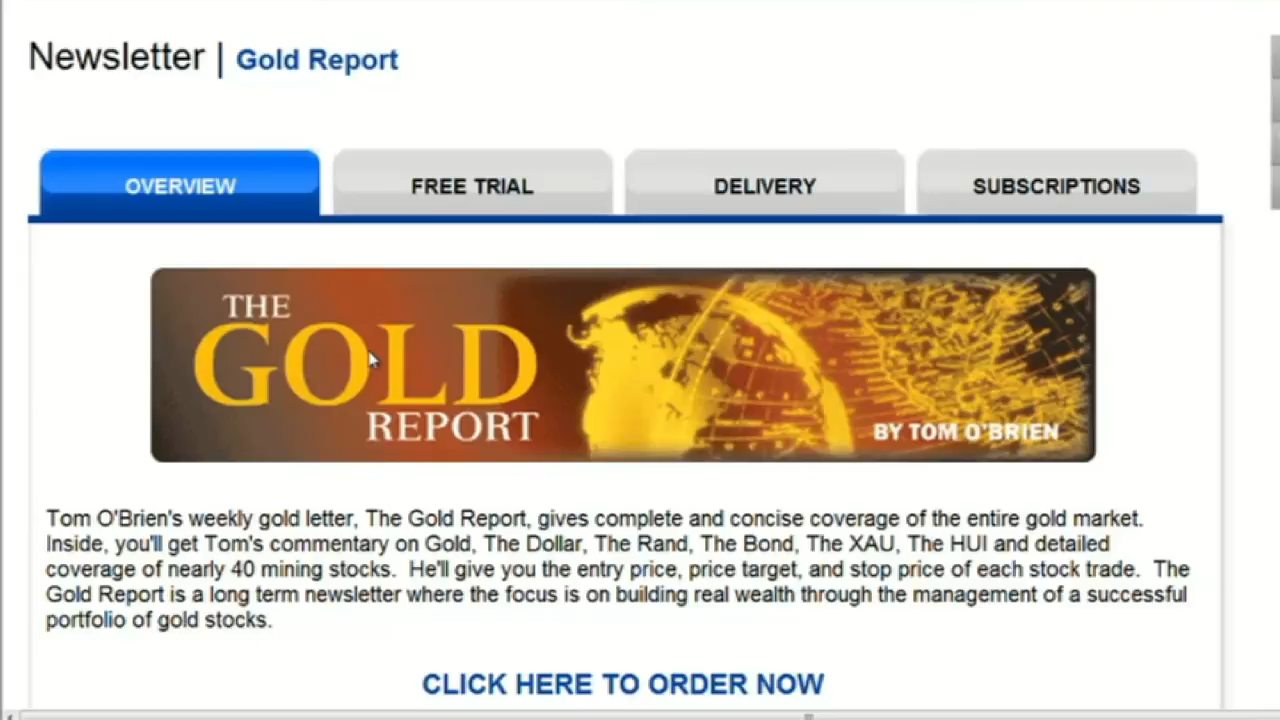 Newsletter | Gold Report
OVERVIEW
FREE TRIAL
DELIVERY
SUBSCRIPTIONS
THE
GOLD
REPORT
BY TOM O'BRIEN
Tom O'Brien's weekly gold letter, The Gold Report, gives complete and concise coverage of the entire gold market.
Inside, you'll get Tom's commentary on Gold, The Dollar, The Rand, The Bond, The XAU, The HUI and detailed
coverage of nearly 40 mining stocks.  He'll give you the entry price, price target, and stop price of each stock trade.  The
Gold Report is a long term newsletter where the focus is on building real wealth through the management of a successful
portfolio of gold stocks.
CLICK HERE TO ORDER NOW